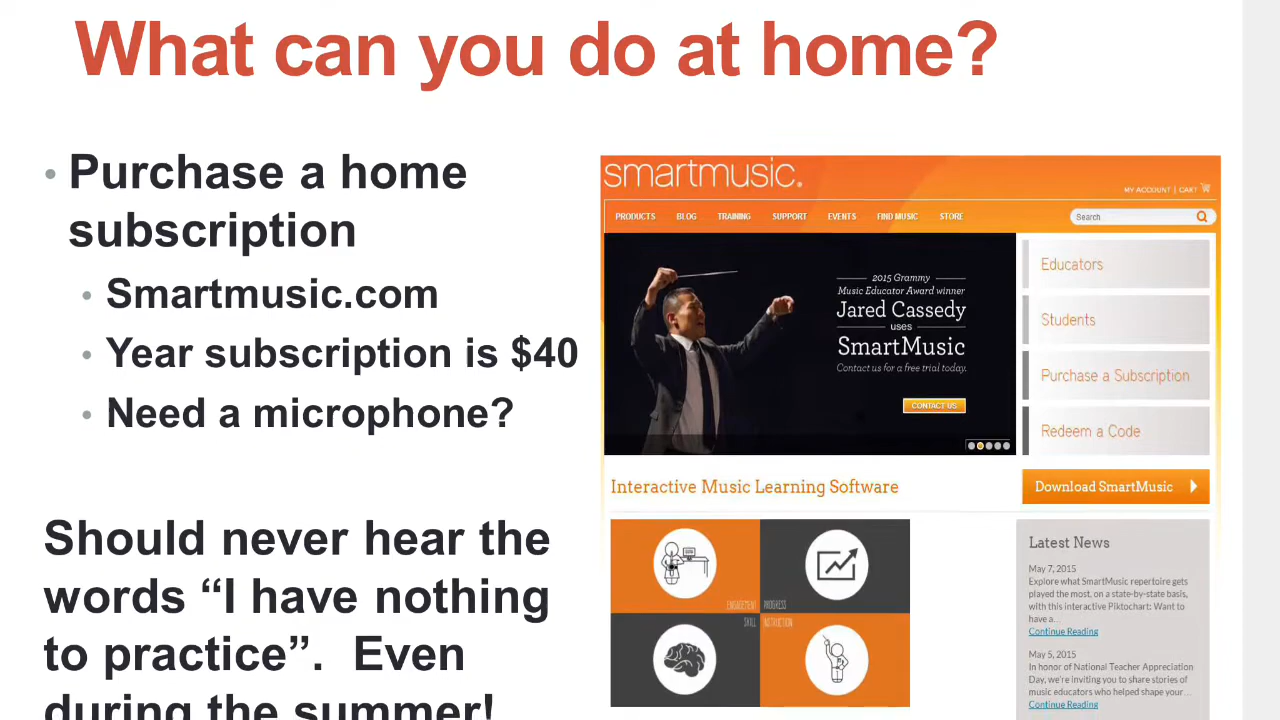 What can you do at home?
• Purchase a home
subscription
• Smartmusic.com
• Year subscription is $40
• Need a microphone?
Should never hear the
words “I have nothing
to practice”.  Even
during the summer!
smartmusic.
MY ACCOUNT | CART
PRODUCTS BLOG TRAINING SUPPORT EVENTS FIND MUSIC STORE
Search
2015 Grammy
Music Educator Award winner
Jared Cassedy
uses
SmartMusic
Contact us for a free trial today.
CONTACT US
Educators
Students
Purchase a Subscription
Redeem a Code
Interactive Music Learning Software
Download SmartMusic
ENGAGEMENT PROGRESS
SKILL INSTRUCTION
Latest News
May 7, 2015
Explore what SmartMusic repertoire gets
played the most, on a state-by-state basis,
with this interactive Piktochart: Want to
have a...
Continue Reading
May 5, 2015
In honor of National Teacher Appreciation
Day, we're inviting you to share stories of
music educators who helped shape your...
Continue Reading